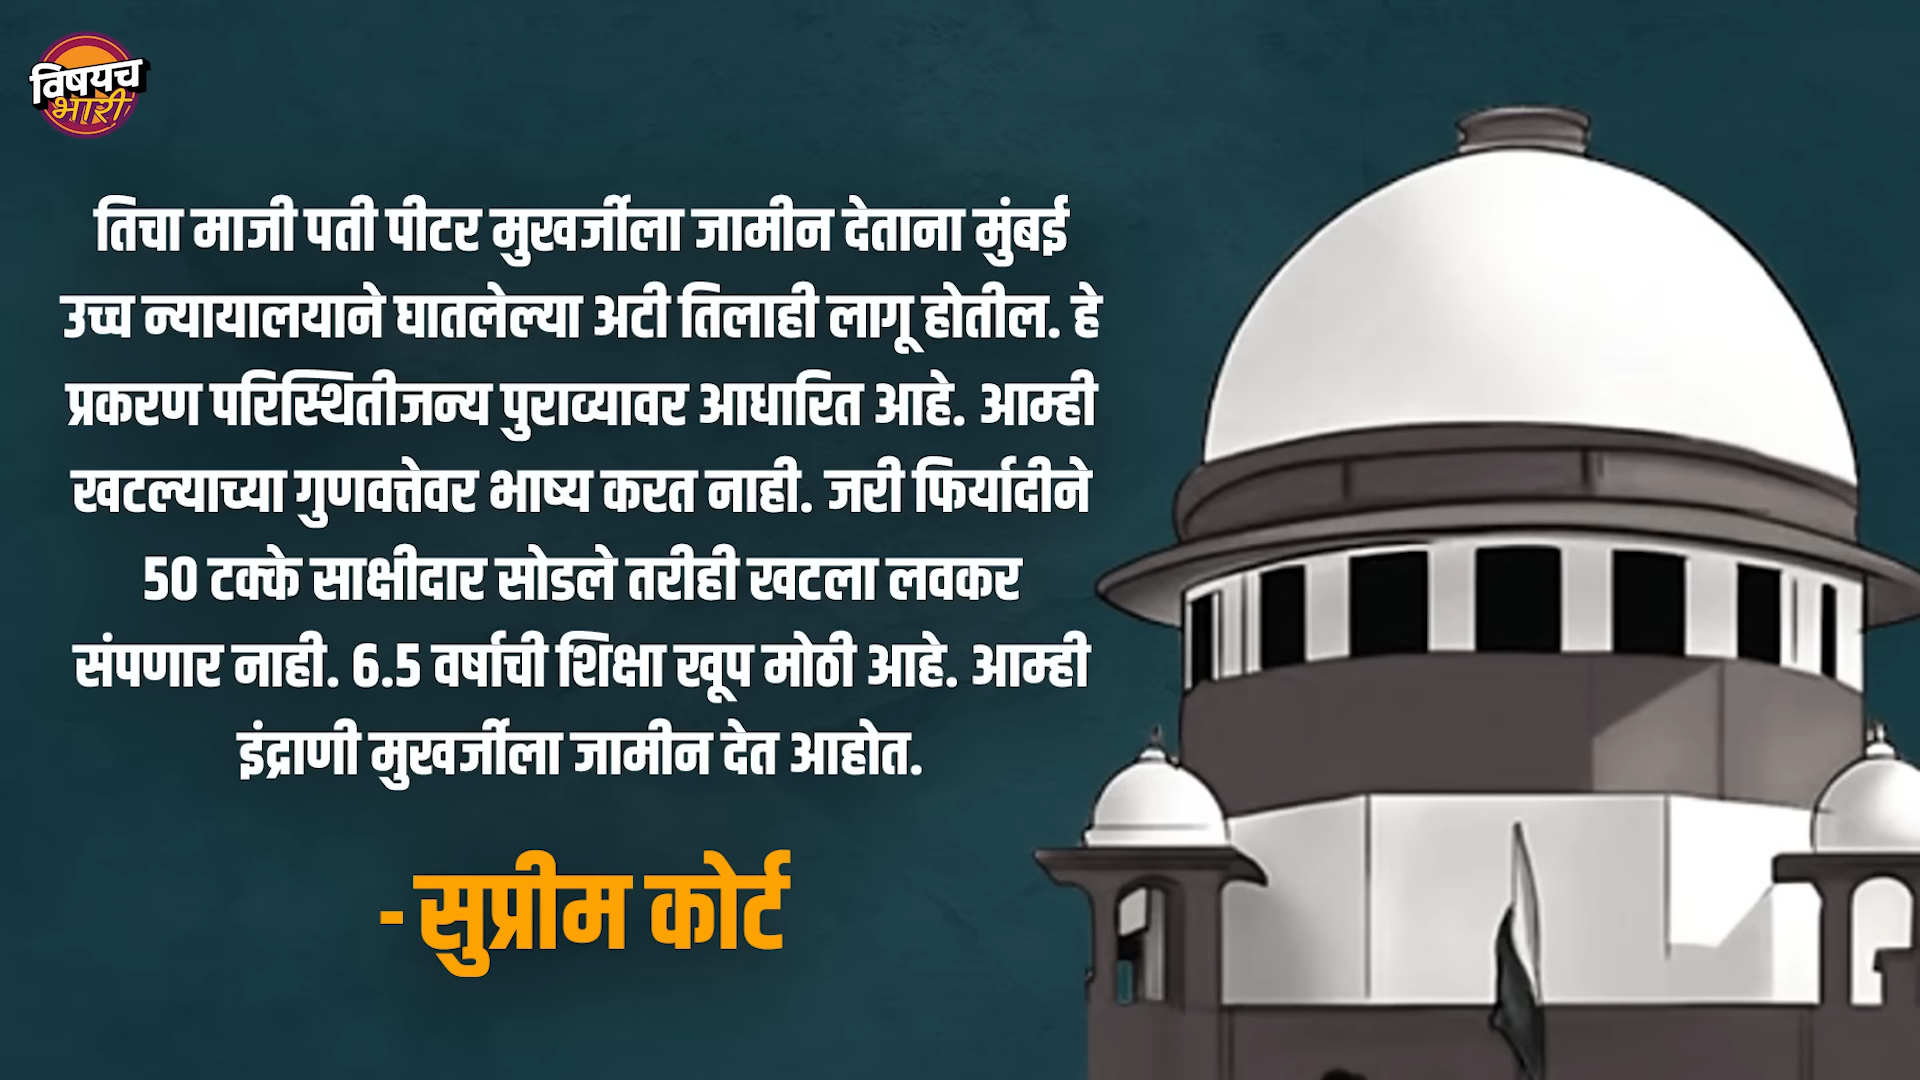 विषयच
भारी
तिचा माजी पती पीटर मुखर्जीला जामीन देताना मुंबई
उच्च न्यायालयाने घातलेल्या अटी तिलाही लागू होतील. हे
प्रकरण परिस्थितीजन्य पुराव्यावर आधारित आहे. आम्ही
खटल्याच्या गुणवत्तेवर भाष्य करत नाही. जरी फिर्यादीने
50 टक्के साक्षीदार सोडले तरीही खटला लवकर
संपणार नाही. 6.5 वर्षाची शिक्षा खूप मोठी आहे. आम्ही
इंद्राणी मुखर्जीला जामीन देत आहोत.
- सुप्रीम कोर्ट